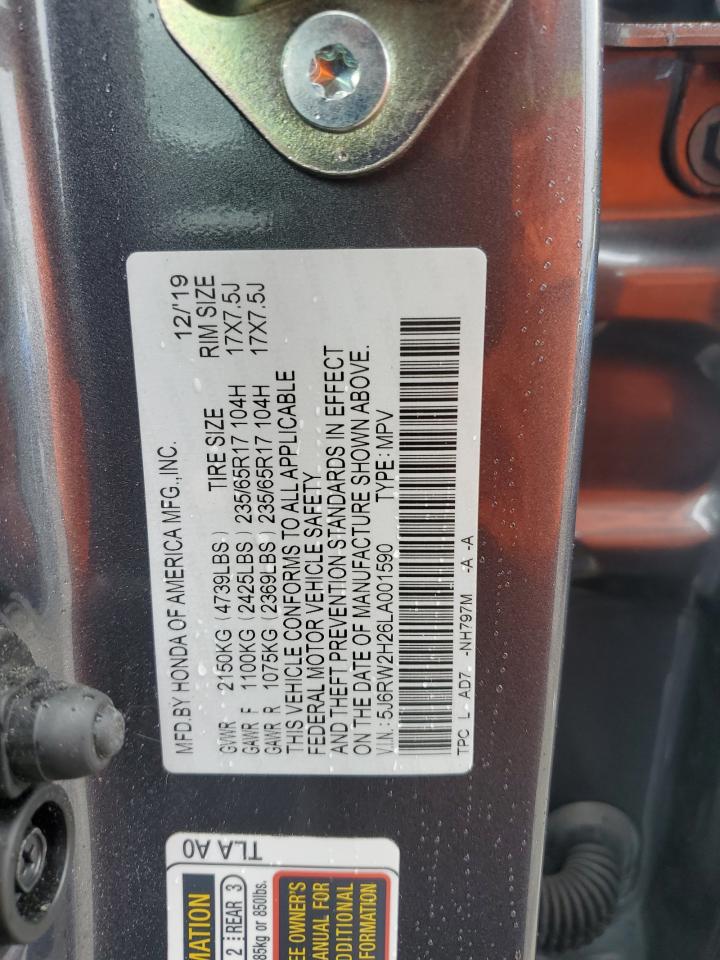 MFD.BY HONDA OF AMERICA MFG.,INC. 12/'19
TIRE SIZE RIM SIZE
GVWR 2150KG (4739LBS)
GAWR F 1100KG (2425LBS) 235/65R17 104H 17X7.5J
GAWR R 1075KG (2369LBS) 235/65R17 104H 17X7.5J
THIS VEHICLE CONFORMS TO ALL APPLICABLE
FEDERAL MOTOR VEHICLE SAFETY
AND THEFT PREVENTION STANDARDS IN EFFECT
ON THE DATE OF MANUFACTURE SHOWN ABOVE.
V.I.N.: 5J6RW2H26LA001590 TYPE: MPV
TPC L AD7 -NH797M -A -A
TLA A0
MATION
2 REAR 3
85kg or 850lbs.
EE OWNER'S
ANUAL FOR
DDITIONAL
FORMATION